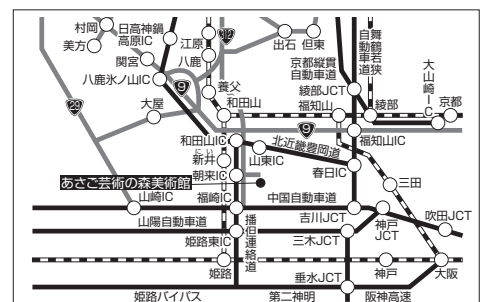 村岡
日高神鍋
高原IC
江原
12
出石
但東
舞鶴若狭
自動車道
大山崎IC
美方
八鹿
京都縦貫
自動車道
関宮
八鹿氷ノ山IC
9
養父
綾部JCT
和田山
福知山
綾部
京都
29
大屋
9
和田山IC
北近畿豊岡道
福知山IC
にい
新井
山東IC
朝来IC
春日IC
あさご芸術の森美術館
三田
山崎IC
福崎IC
中国自動車道
山陽自動車道
播但連絡道
吉川JCT
神戸
JCT
吹田JCT
姫路東IC
三木JCT
姫路
神戸
大阪
垂水JCT
姫路バイパス
第二神明
阪神高速